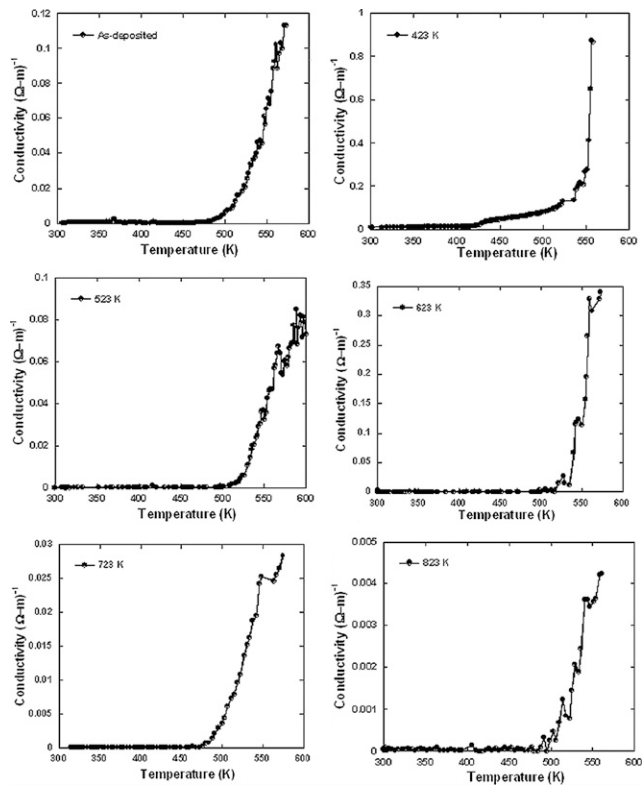 As-deposited
Conductivity (Ω–m)⁻¹
0.12
0.1
0.08
0.06
0.04
0.02
0
300 350 400 450 500 550 600
Temperature (K)
423 K
Conductivity (Ω–m)⁻¹
1
0.8
0.6
0.4
0.2
0
300 350 400 450 500 550 600
Temperature (K)
523 K
Conductivity (Ω–m)⁻¹
0.1
0.08
0.06
0.04
0.02
0
300 350 400 450 500 550 600
Temperature (K)
623 K
Conductivity (Ω–m)⁻¹
0.35
0.3
0.25
0.2
0.15
0.1
0.05
0
300 350 400 450 500 550 600
Temperature (K)
723 K
Conductivity (Ω–m)⁻¹
0.03
0.025
0.02
0.015
0.01
0.005
0
300 350 400 450 500 550 600
Temperature (K)
823 K
Conductivity (Ω–m)⁻¹
0.005
0.004
0.003
0.002
0.001
0
300 350 400 450 500 550 600
Temperature (K)